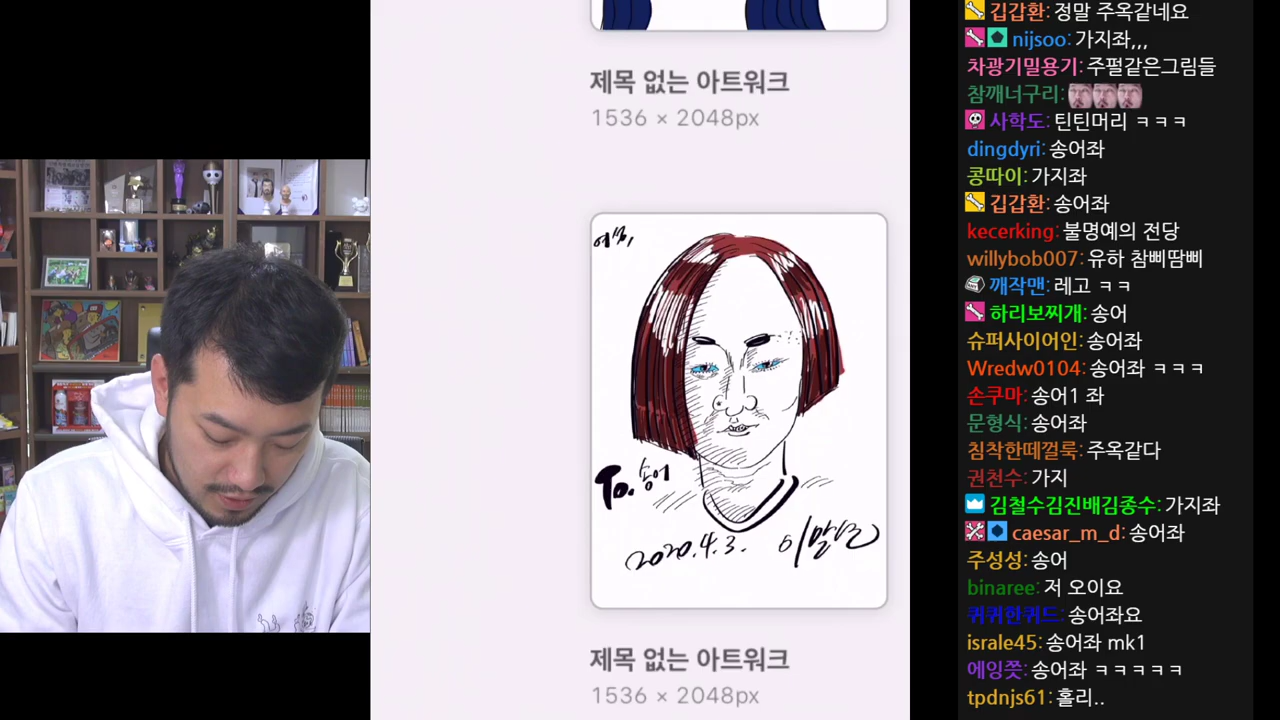 제목 없는 아트워크
1536 × 2048px
여성,
To. 송어
2020.4.3. 이말년
제목 없는 아트워크
1536 × 2048px
김갑환: 정말 주옥같네요
nijsoo: 가지좌,,,
차광기밀용기: 주펄같은그림들
참깨너구리:
사학도: 틴틴머리 ㅋㅋㅋ
dingdyri: 송어좌
콩따이: 가지좌
김갑환: 송어좌
kecerking: 불명예의 전당
willybob007: 유하 참삐땀삐
깨작맨: 레고 ㅋㅋ
하리보찌개: 송어
슈퍼사이어인: 송어좌
Wredw0104: 송어좌 ㅋㅋㅋ
손쿠마: 송어1 좌
문형식: 송어좌
침착한떼껄룩: 주옥같다
권천수: 가지
김철수김진배김종수: 가지좌
caesar_m_d: 송어좌
주성성: 송어
binaree: 저 오이요
퀴퀴한퀴드: 송어좌요
israle45: 송어좌 mk1
에잉쯧: 송어좌 ㅋㅋㅋㅋㅋ
tpdnjs61: 홀리..